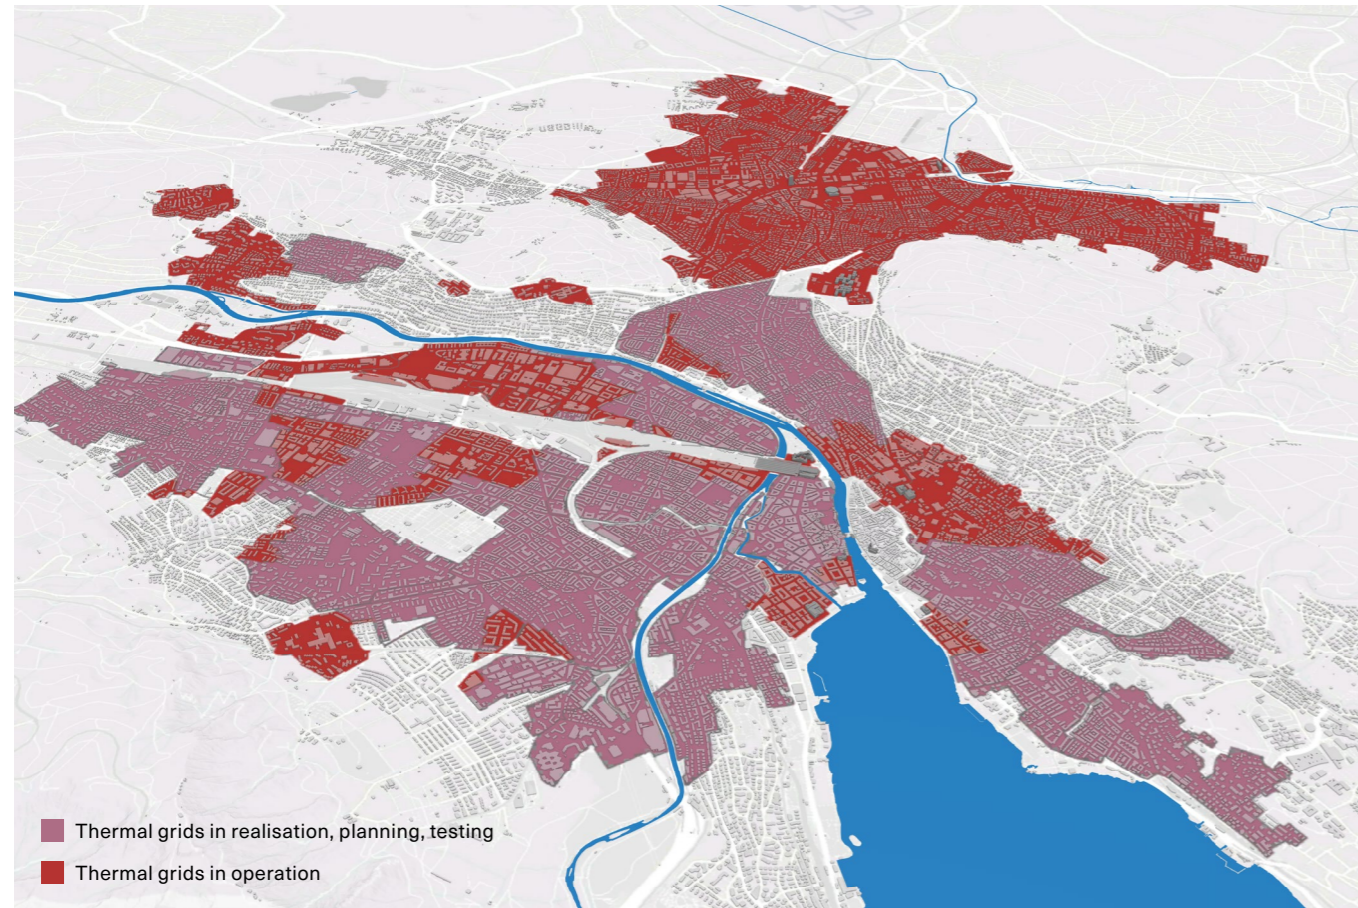 Thermal grids in realisation, planning, testing
Thermal grids in operation